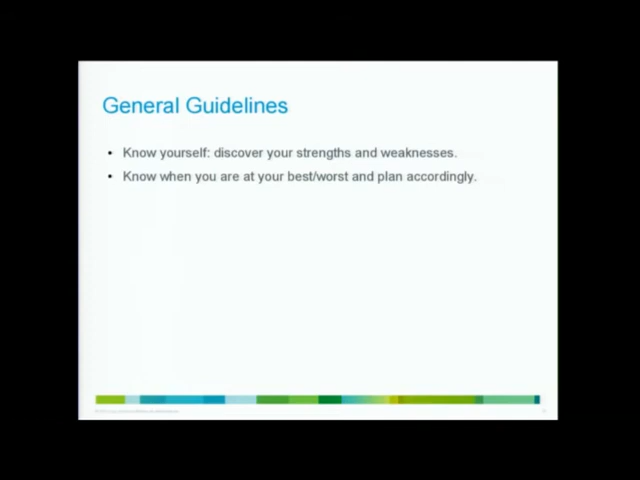 General Guidelines
• Know yourself: discover your strengths and weaknesses.
• Know when you are at your best/worst and plan accordingly.